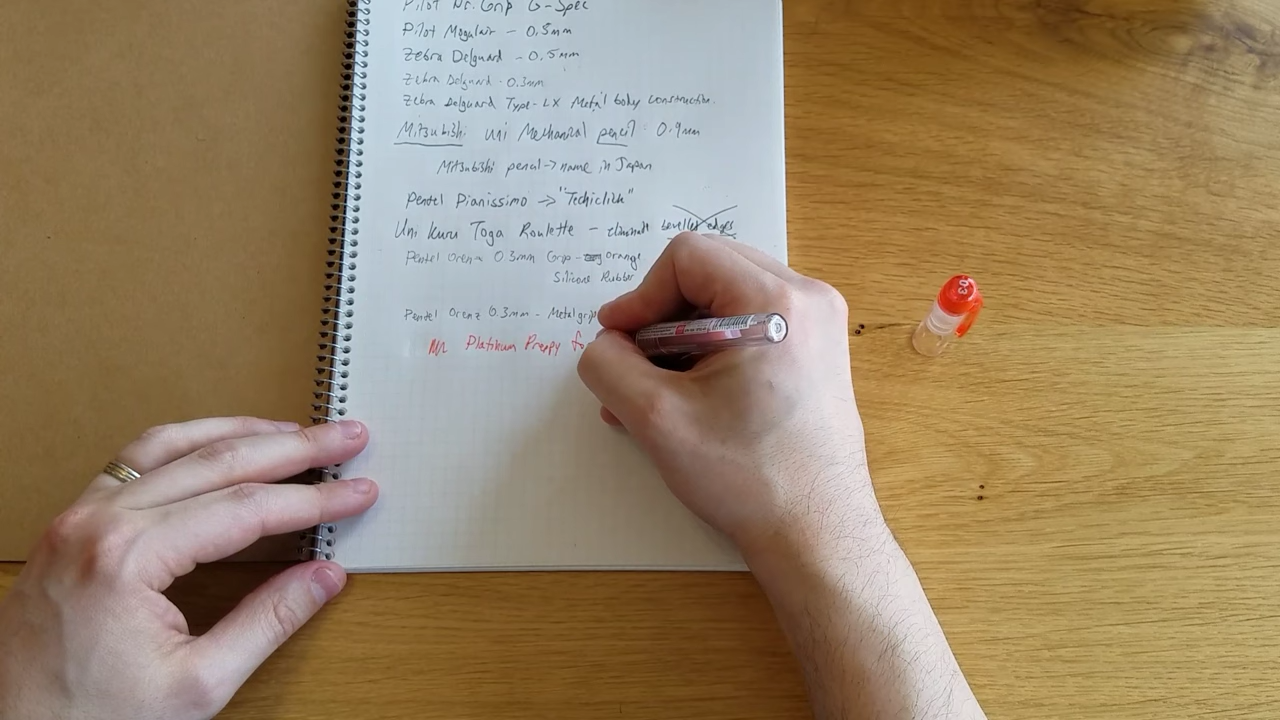 Pilot Dr. Grip G-Spec
Pilot Mogulair - 0.5mm
Zebra Delguard - 0.5mm
Zebra Delguard - 0.3mm
Zebra Delguard Type-LX Metal body construction.
Mitsubishi uni Mechanical pencil: 0.9mm
Mitsubishi pencil → name in Japan
Pentel Pianissimo → "Techiclick"
Uni Kuru Toga Roulette - edges
Pentel Orenz 0.3mm Grip - orange
Silicone Rubber
Pentel Orenz 0.3mm - Metal grip
Platinum Preppy fo
03